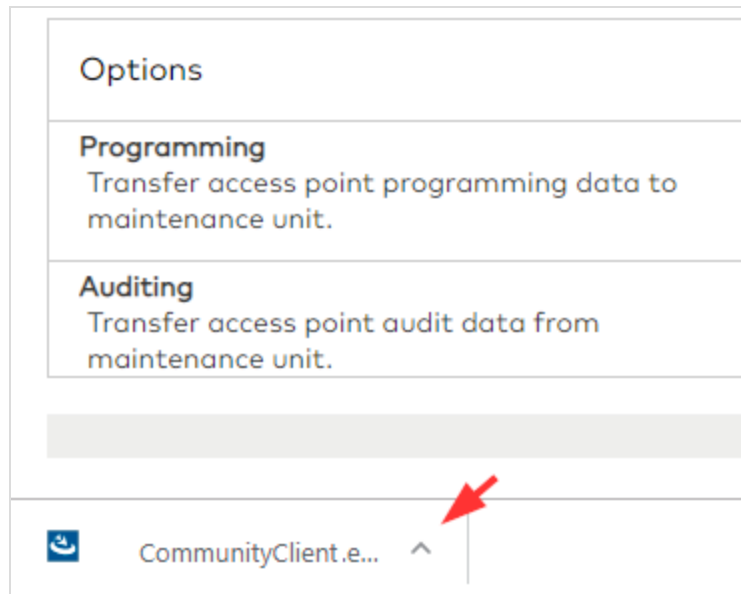 Options
Programming
Transfer access point programming data to
maintenance unit.
Auditing
Transfer access point audit data from
maintenance unit.
CommunityClient.e...